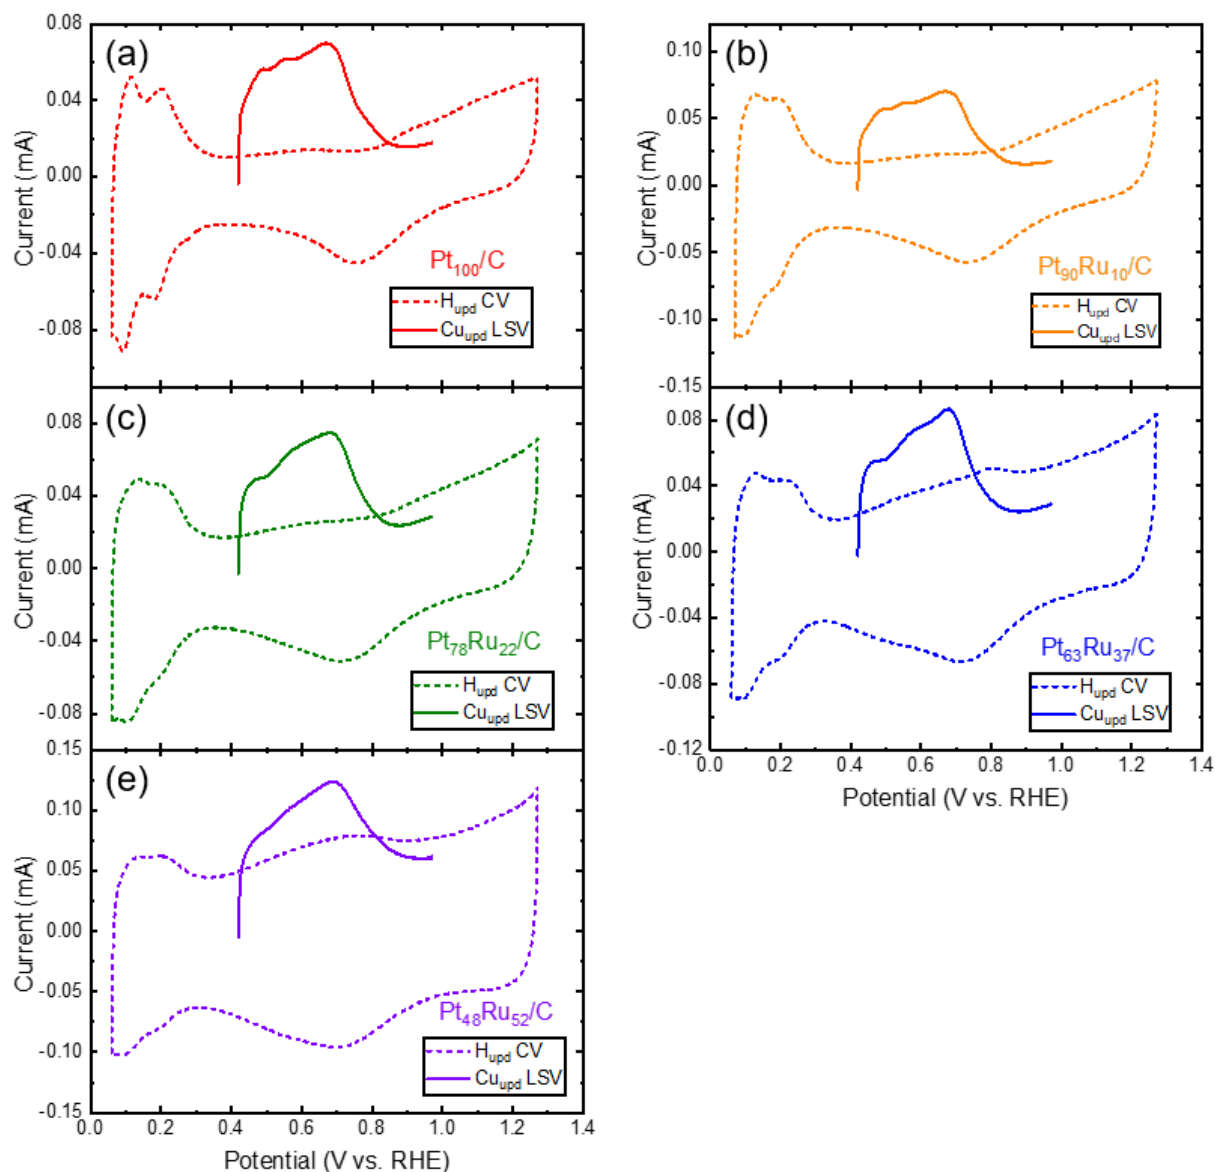 (a)
0.08
0.04
0.00
-0.04
-0.08
Current (mA)
Pt100/C
Hupd CV
Cuupd LSV
(b)
0.10
0.05
0.00
-0.05
-0.10
-0.15
Current (mA)
Pt90Ru10/C
Hupd CV
Cuupd LSV
(c)
0.08
0.04
0.00
-0.04
-0.08
Current (mA)
Pt78Ru22/C
Hupd CV
Cuupd LSV
(d)
0.08
0.04
0.00
-0.04
-0.08
-0.12
Current (mA)
Pt63Ru37/C
Hupd CV
Cuupd LSV
0.0 0.2 0.4 0.6 0.8 1.0 1.2 1.4
Potential (V vs. RHE)
(e)
0.15
0.10
0.05
0.00
-0.05
-0.10
-0.15
Current (mA)
Pt48Ru52/C
Hupd CV
Cuupd LSV
0.0 0.2 0.4 0.6 0.8 1.0 1.2 1.4
Potential (V vs. RHE)